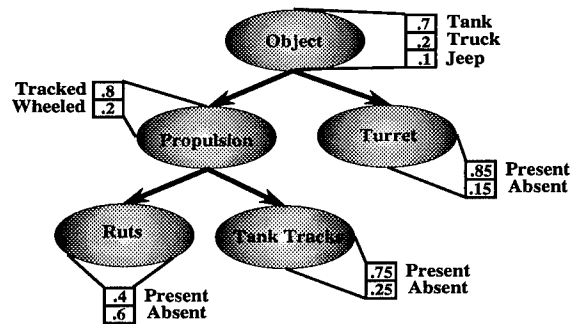 Object
.7 Tank
.2 Truck
.1 Jeep
Tracked .8
Wheeled .2
Propulsion
Turret
.85 Present
.15 Absent
Ruts
Tank Tracks
.75 Present
.25 Absent
.4 Present
.6 Absent